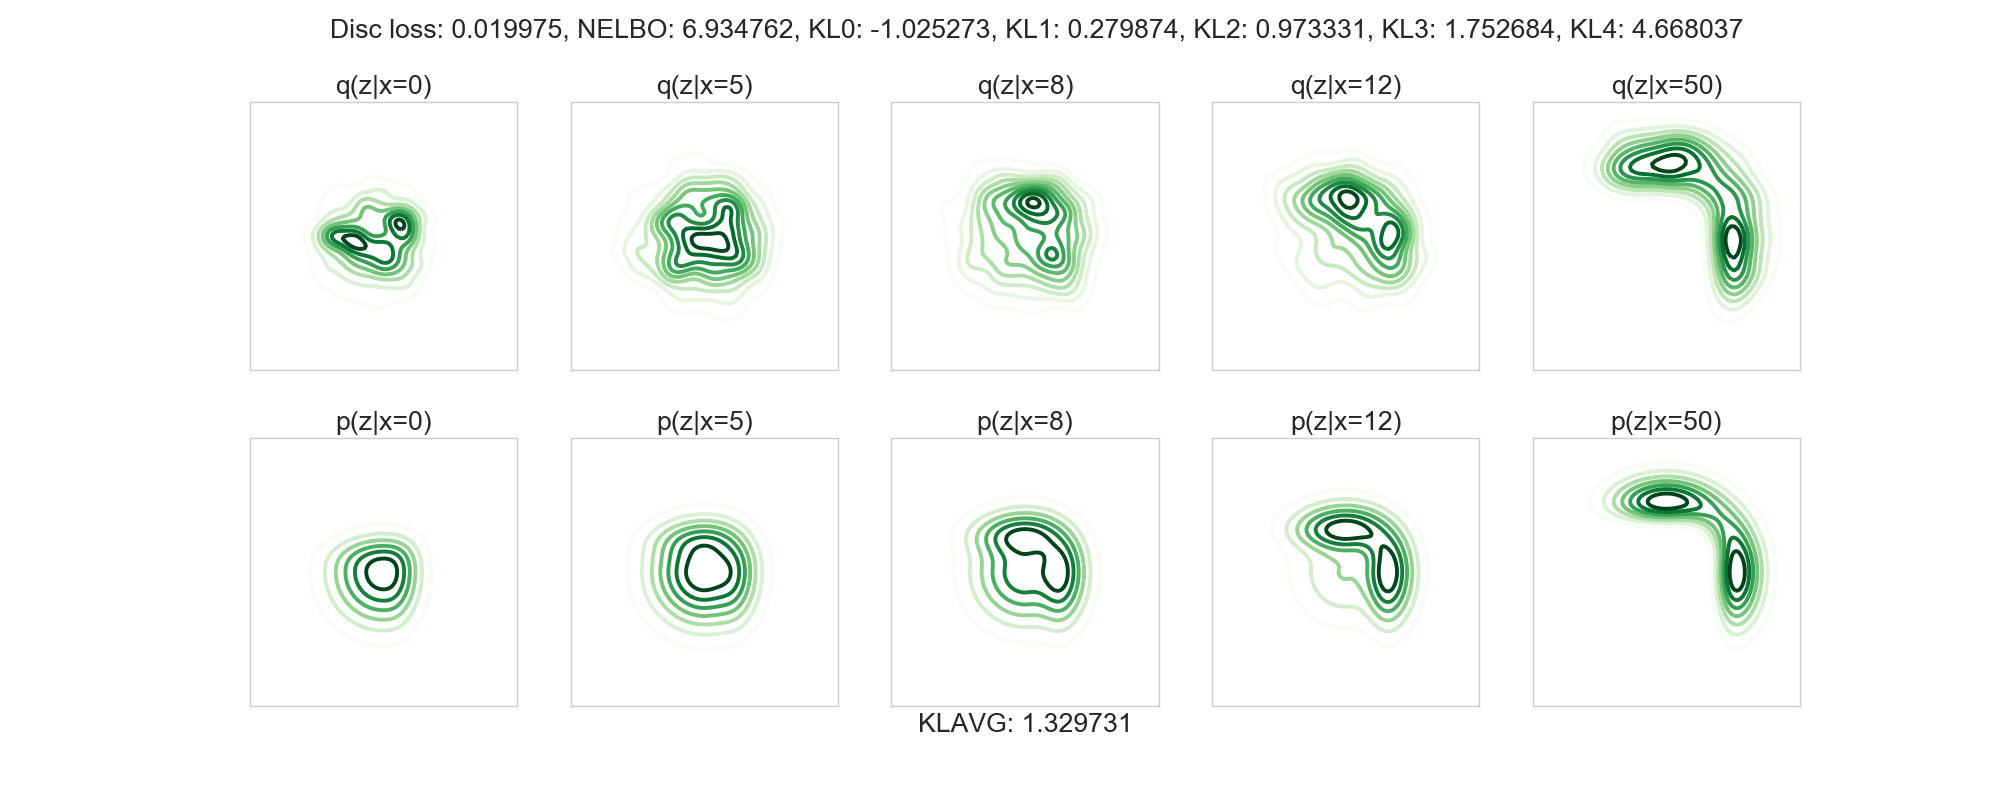 Disc loss: 0.019975, NELBO: 6.934762, KL0: -1.025273, KL1: 0.279874, KL2: 0.973331, KL3: 1.752684, KL4: 4.668037
q(z|x=0) q(z|x=5) q(z|x=8) q(z|x=12) q(z|x=50)
p(z|x=0) p(z|x=5) p(z|x=8) p(z|x=12) p(z|x=50)
KLAVG: 1.329731